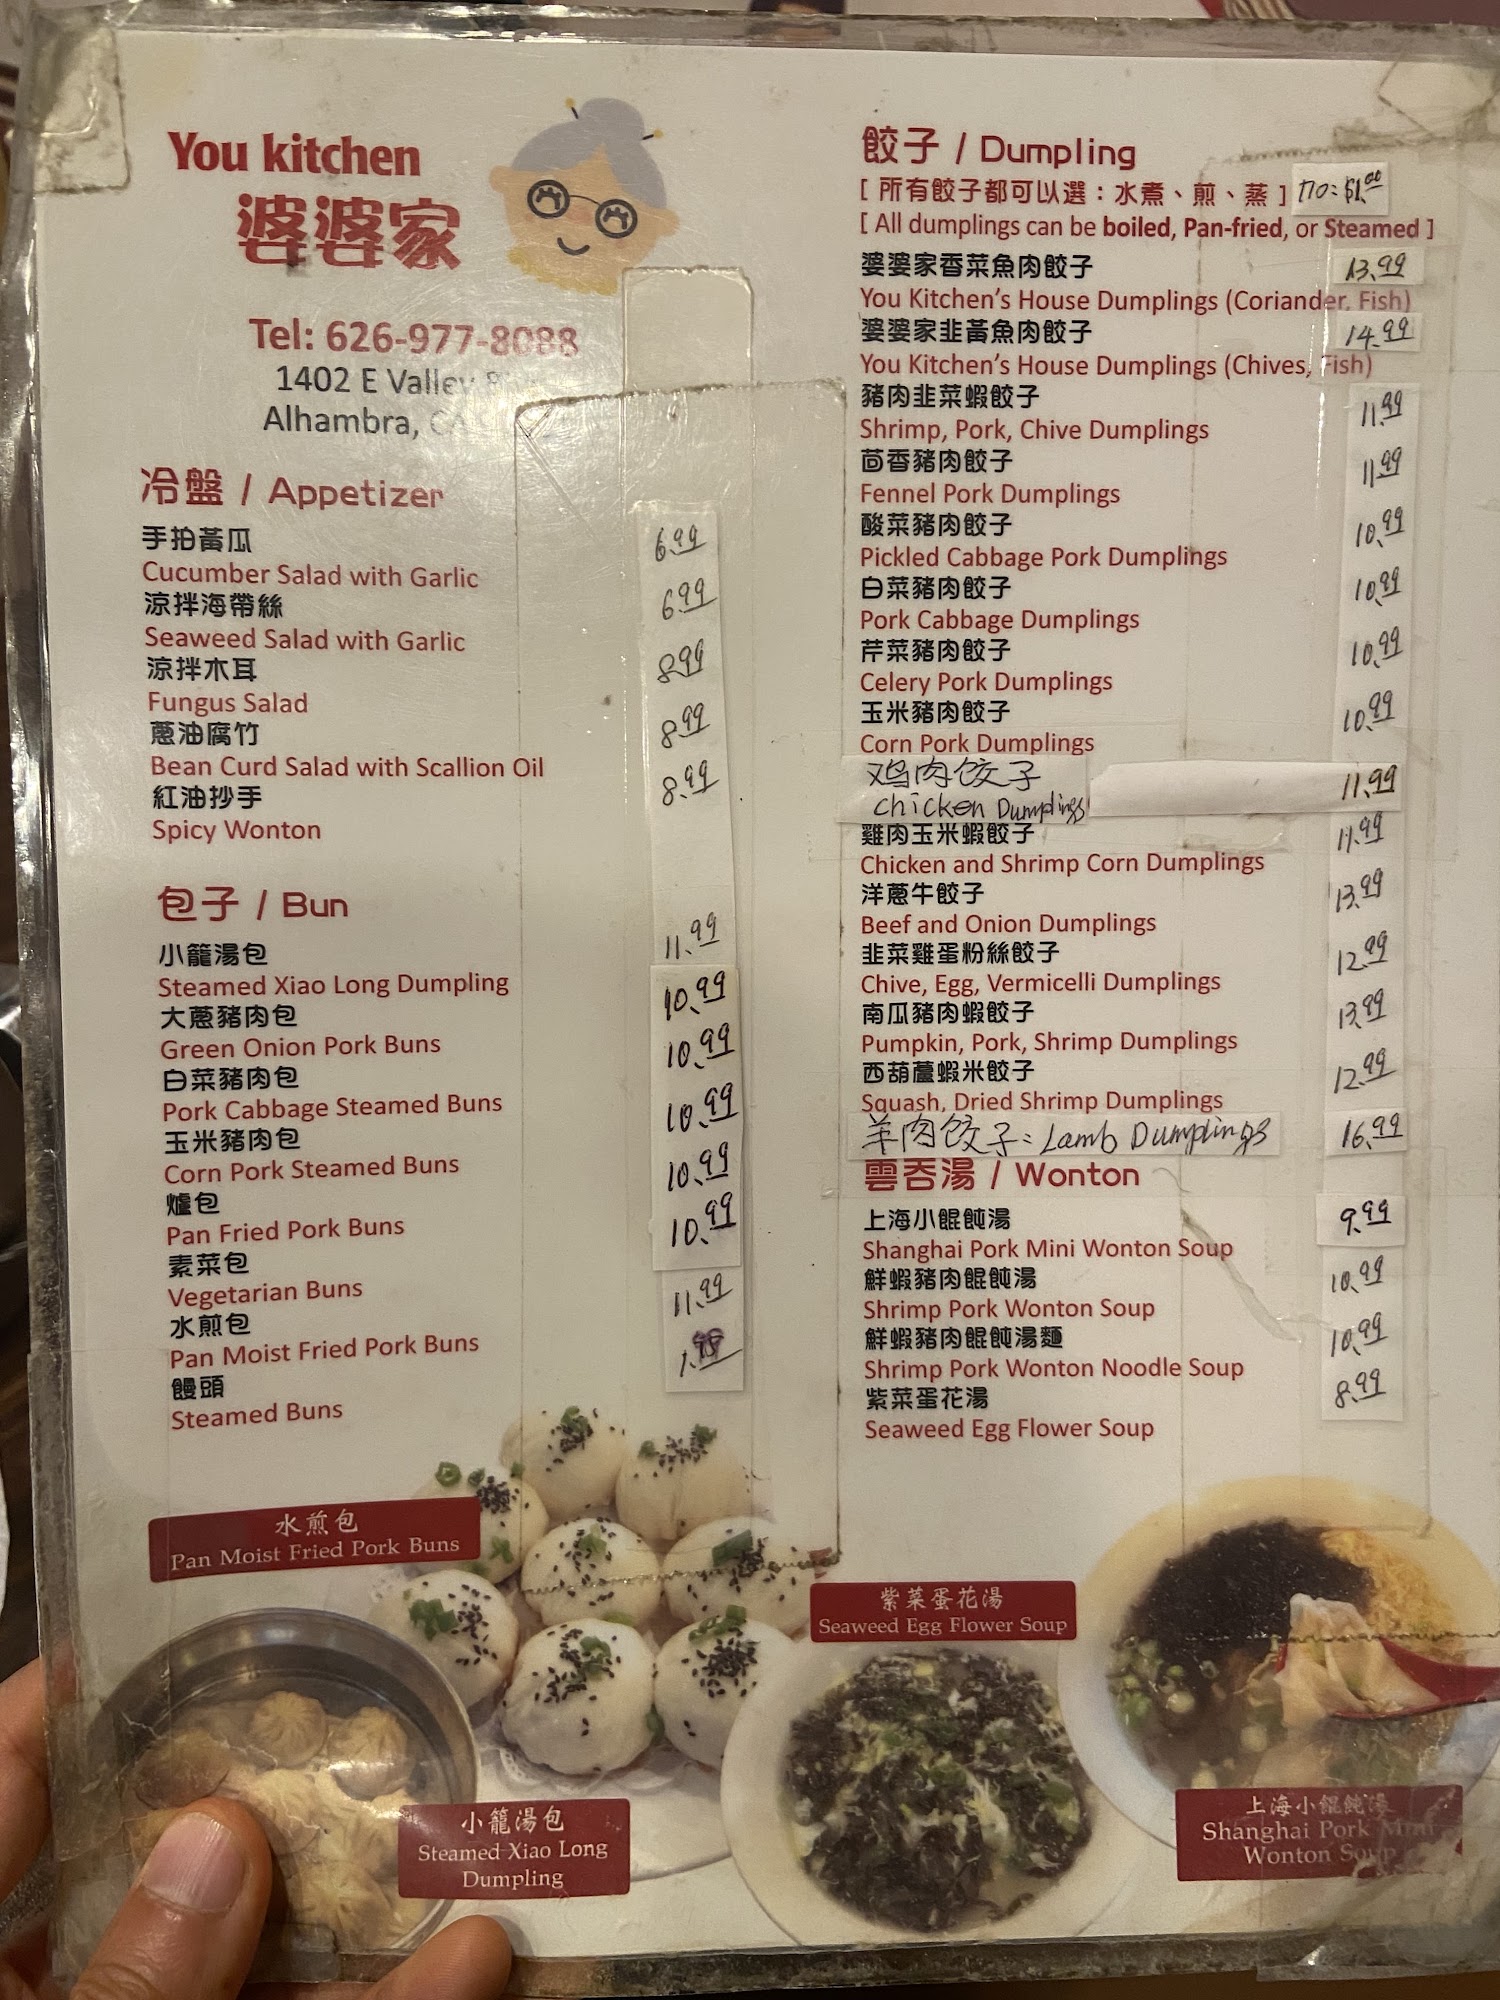 You kitchen
婆婆家
Tel: 626-977-8088
1402 E Valley
Alhambra,
冷盤 / Appetizer
手拍黃瓜 6.99
Cucumber Salad with Garlic
涼拌海帶絲 6.99
Seaweed Salad with Garlic
涼拌木耳 8.99
Fungus Salad
蔥油腐竹 8.99
Bean Curd Salad with Scallion Oil
紅油抄手 8.99
Spicy Wonton
包子 / Bun
小籠湯包 11.99
Steamed Xiao Long Dumpling
大蔥豬肉包 10.99
Green Onion Pork Buns
白菜豬肉包 10.99
Pork Cabbage Steamed Buns
玉米豬肉包 10.99
Corn Pork Steamed Buns
爐包 10.99
Pan Fried Pork Buns
素菜包 10.99
Vegetarian Buns
水煎包 11.99
Pan Moist Fried Pork Buns
饅頭
Steamed Buns
餃子 / Dumpling
[ 所有餃子都可以選：水煮、煎、蒸 ] $1.00
[ All dumplings can be boiled, Pan-fried, or Steamed ]
婆婆家香菜魚肉餃子 13.99
You Kitchen's House Dumplings (Coriander, Fish)
婆婆家韭黃魚肉餃子 14.99
You Kitchen's House Dumplings (Chives, Fish)
豬肉韭菜蝦餃子 11.99
Shrimp, Pork, Chive Dumplings
茴香豬肉餃子 11.99
Fennel Pork Dumplings
酸菜豬肉餃子 10.99
Pickled Cabbage Pork Dumplings
白菜豬肉餃子 10.99
Pork Cabbage Dumplings
芹菜豬肉餃子 10.99
Celery Pork Dumplings
玉米豬肉餃子 10.99
Corn Pork Dumplings
鸡肉饺子 11.99
Chicken Dumplings
雞肉玉米蝦餃子 11.99
Chicken and Shrimp Corn Dumplings
洋蔥牛餃子 13.99
Beef and Onion Dumplings
韭菜雞蛋粉絲餃子 12.99
Chive, Egg, Vermicelli Dumplings
南瓜豬肉蝦餃子 13.99
Pumpkin, Pork, Shrimp Dumplings
西葫蘆蝦米餃子 12.99
Squash, Dried Shrimp Dumplings
羊肉饺子: Lamb Dumplings 16.99
雲吞湯 / Wonton
上海小餛飩湯 9.99
Shanghai Pork Mini Wonton Soup
鮮蝦豬肉餛飩湯 10.99
Shrimp Pork Wonton Soup
鮮蝦豬肉餛飩湯麵 10.99
Shrimp Pork Wonton Noodle Soup
紫菜蛋花湯 8.99
Seaweed Egg Flower Soup
水煎包
Pan Moist Fried Pork Buns
小籠湯包
Steamed Xiao Long
Dumpling
紫菜蛋花湯
Seaweed Egg Flower Soup
上海小餛飩湯
Shanghai Pork Mini
Wonton Soup